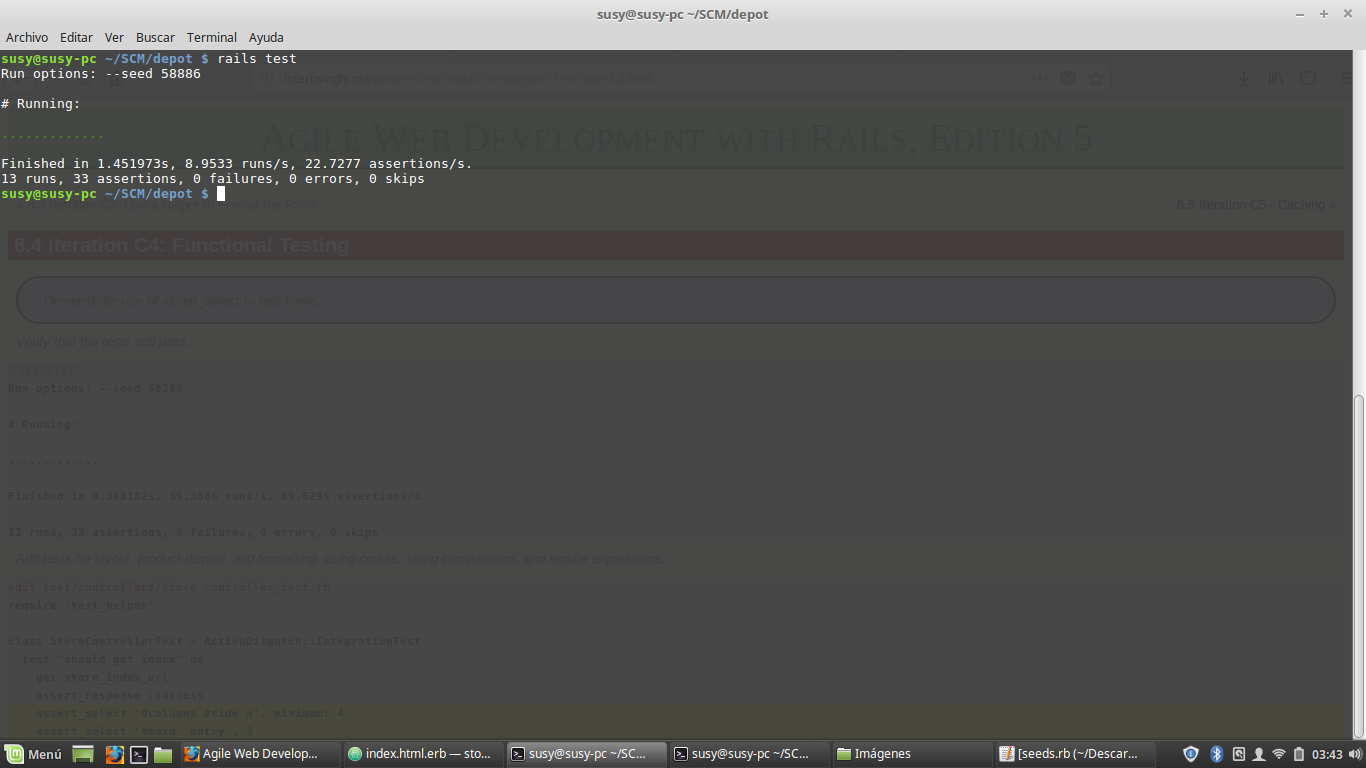 susy@susy-pc ~/SCM/depot
Archivo Editar Ver Buscar Terminal Ayuda
susy@susy-pc ~/SCM/depot $ rails test
Run options: --seed 58886
# Running:
.............
Finished in 1.451973s, 8.9533 runs/s, 22.7277 assertions/s.
13 runs, 33 assertions, 0 failures, 0 errors, 0 skips
susy@susy-pc ~/SCM/depot $
intertwingly.net
AGILE WEB DEVELOPMENT WITH RAILS, EDITION 5
the Price
8.5 Iteration C5 - Caching »
8.4 Iteration C4: Functional Testing
Demonstrate use of assert_select to test views.
Verify that the tests still pass.
Run options: --seed
# Running:
.............
Finished in runs/s, assertions/s.
13 runs, 33 assertions, 0 failures, 0 errors, 0 skips
Add tests for layout, product display, and formatting, using counts, string comparisons, and regular expressions.
edit test/controllers/store_controller_test.rb
require 'test_helper'
class StoreControllerTest < ActionDispatch::IntegrationTest
test "should get index" do
get store_index_url
assert_response :success
assert_select '#columns #side a', minimum: 4
assert_select '#main .entry', 3
Menú
Agile Web Develop...
index.html.erb — sto...
susy@susy-pc ~/SC...
susy@susy-pc ~/SC...
Imágenes
[seeds.rb (~/Descar...
03:43